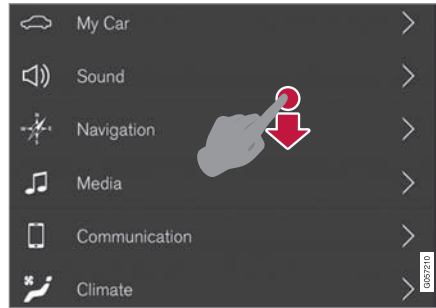 My Car
Sound
Navigation
Media
Communication
Climate
G057210